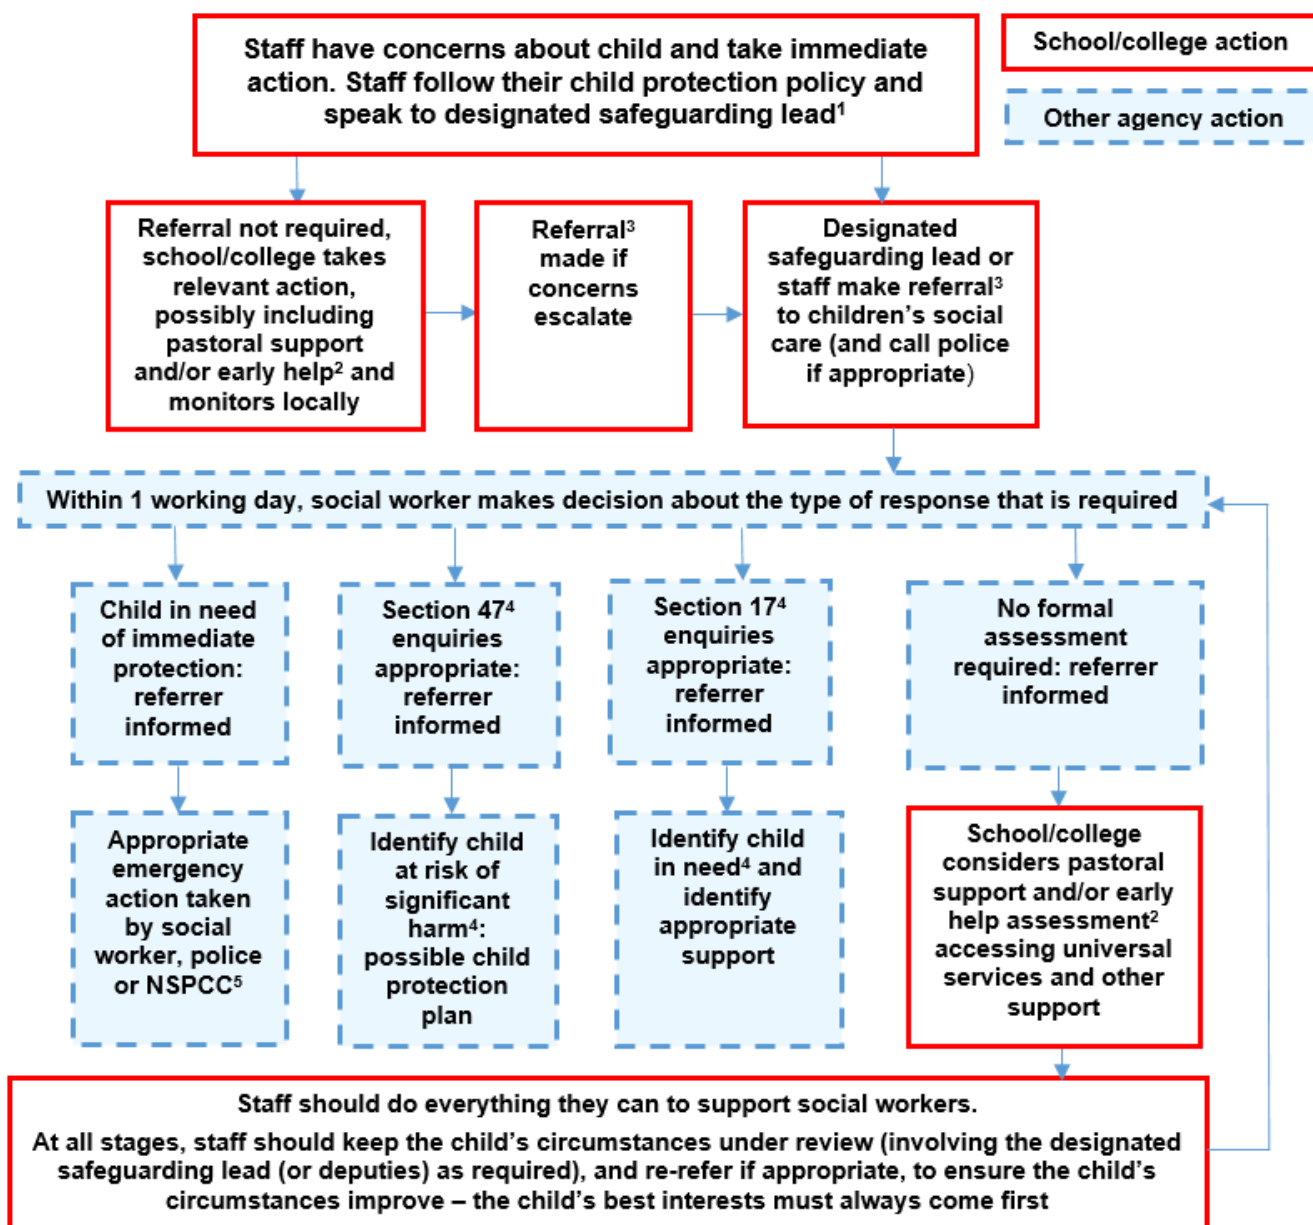 Staff have concerns about child and take immediate
action. Staff follow their child protection policy and
speak to designated safeguarding lead¹
School/college action
Other agency action
Referral not required,
school/college takes
relevant action,
possibly including
pastoral support
and/or early help² and
monitors locally
Referral³
made if
concerns
escalate
Designated
safeguarding lead or
staff make referral³
to children’s social
care (and call police
if appropriate)
Within 1 working day, social worker makes decision about the type of response that is required
Child in need
of immediate
protection:
referrer
informed
Section 47⁴
enquiries
appropriate:
referrer
informed
Section 17⁴
enquiries
appropriate:
referrer
informed
No formal
assessment
required: referrer
informed
Appropriate
emergency
action taken
by social
worker, police
or NSPCC⁵
Identify child
at risk of
significant
harm⁴:
possible child
protection
plan
Identify child
in need⁴ and
identify
appropriate
support
School/college
considers pastoral
support and/or early
help assessment²
accessing universal
services and other
support
Staff should do everything they can to support social workers.
At all stages, staff should keep the child’s circumstances under review (involving the designated
safeguarding lead (or deputies) as required), and re-refer if appropriate, to ensure the child’s
circumstances improve – the child’s best interests must always come first